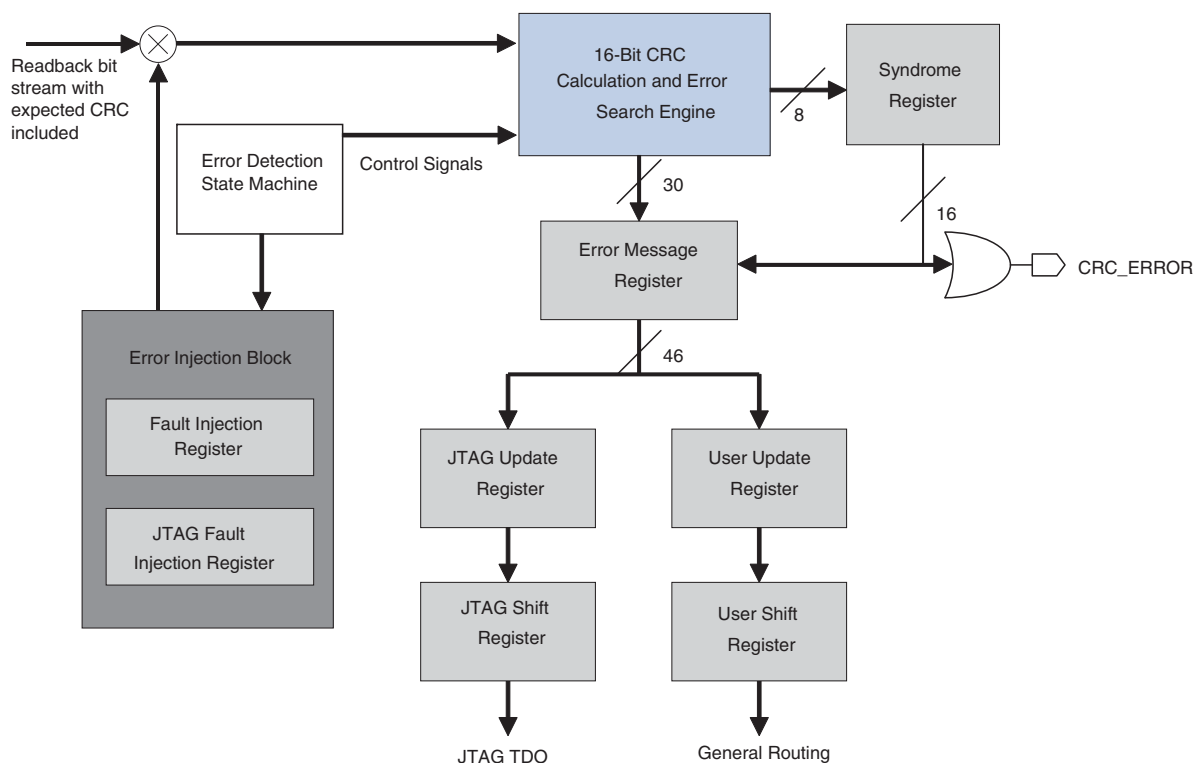 Readback bit
stream with
expected CRC
included
16-Bit CRC
Calculation and Error
Search Engine
8
Syndrome
Register
Error Detection
State Machine
Control Signals
30
16
Error Message
Register
CRC_ERROR
46
Error Injection Block
Fault Injection
Register
JTAG Fault
Injection Register
JTAG Update
Register
User Update
Register
JTAG Shift
Register
User Shift
Register
JTAG TDO
General Routing